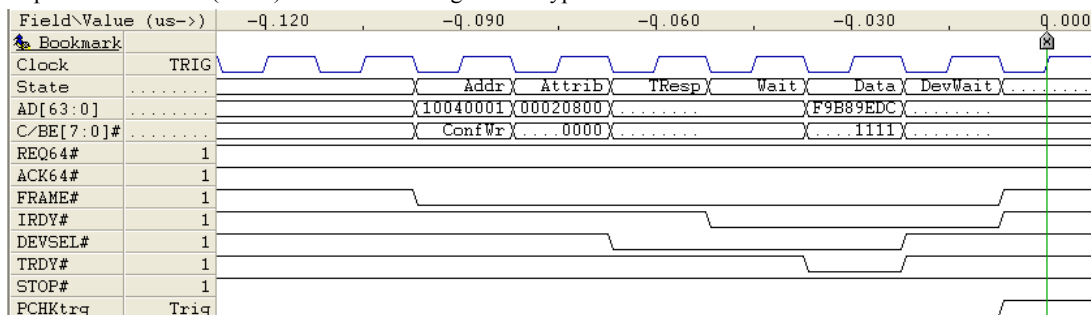 Field\Value (us->) -0.120 -0.090 -0.060 -0.030 0.000
Bookmark
Clock TRIG
State ........ Addr Attrib TResp Wait Data DevWait ........
AD[63:0] ........ 10040001 00020800 ........ F9B89EDC ........
C/BE[7:0]# ........ ConfWr ....0000 ........ ....1111 ........
REQ64# 1
ACK64# 1
FRAME# 1
IRDY# 1
DEVSEL# 1
TRDY# 1
STOP# 1
PCHKtrg Trig